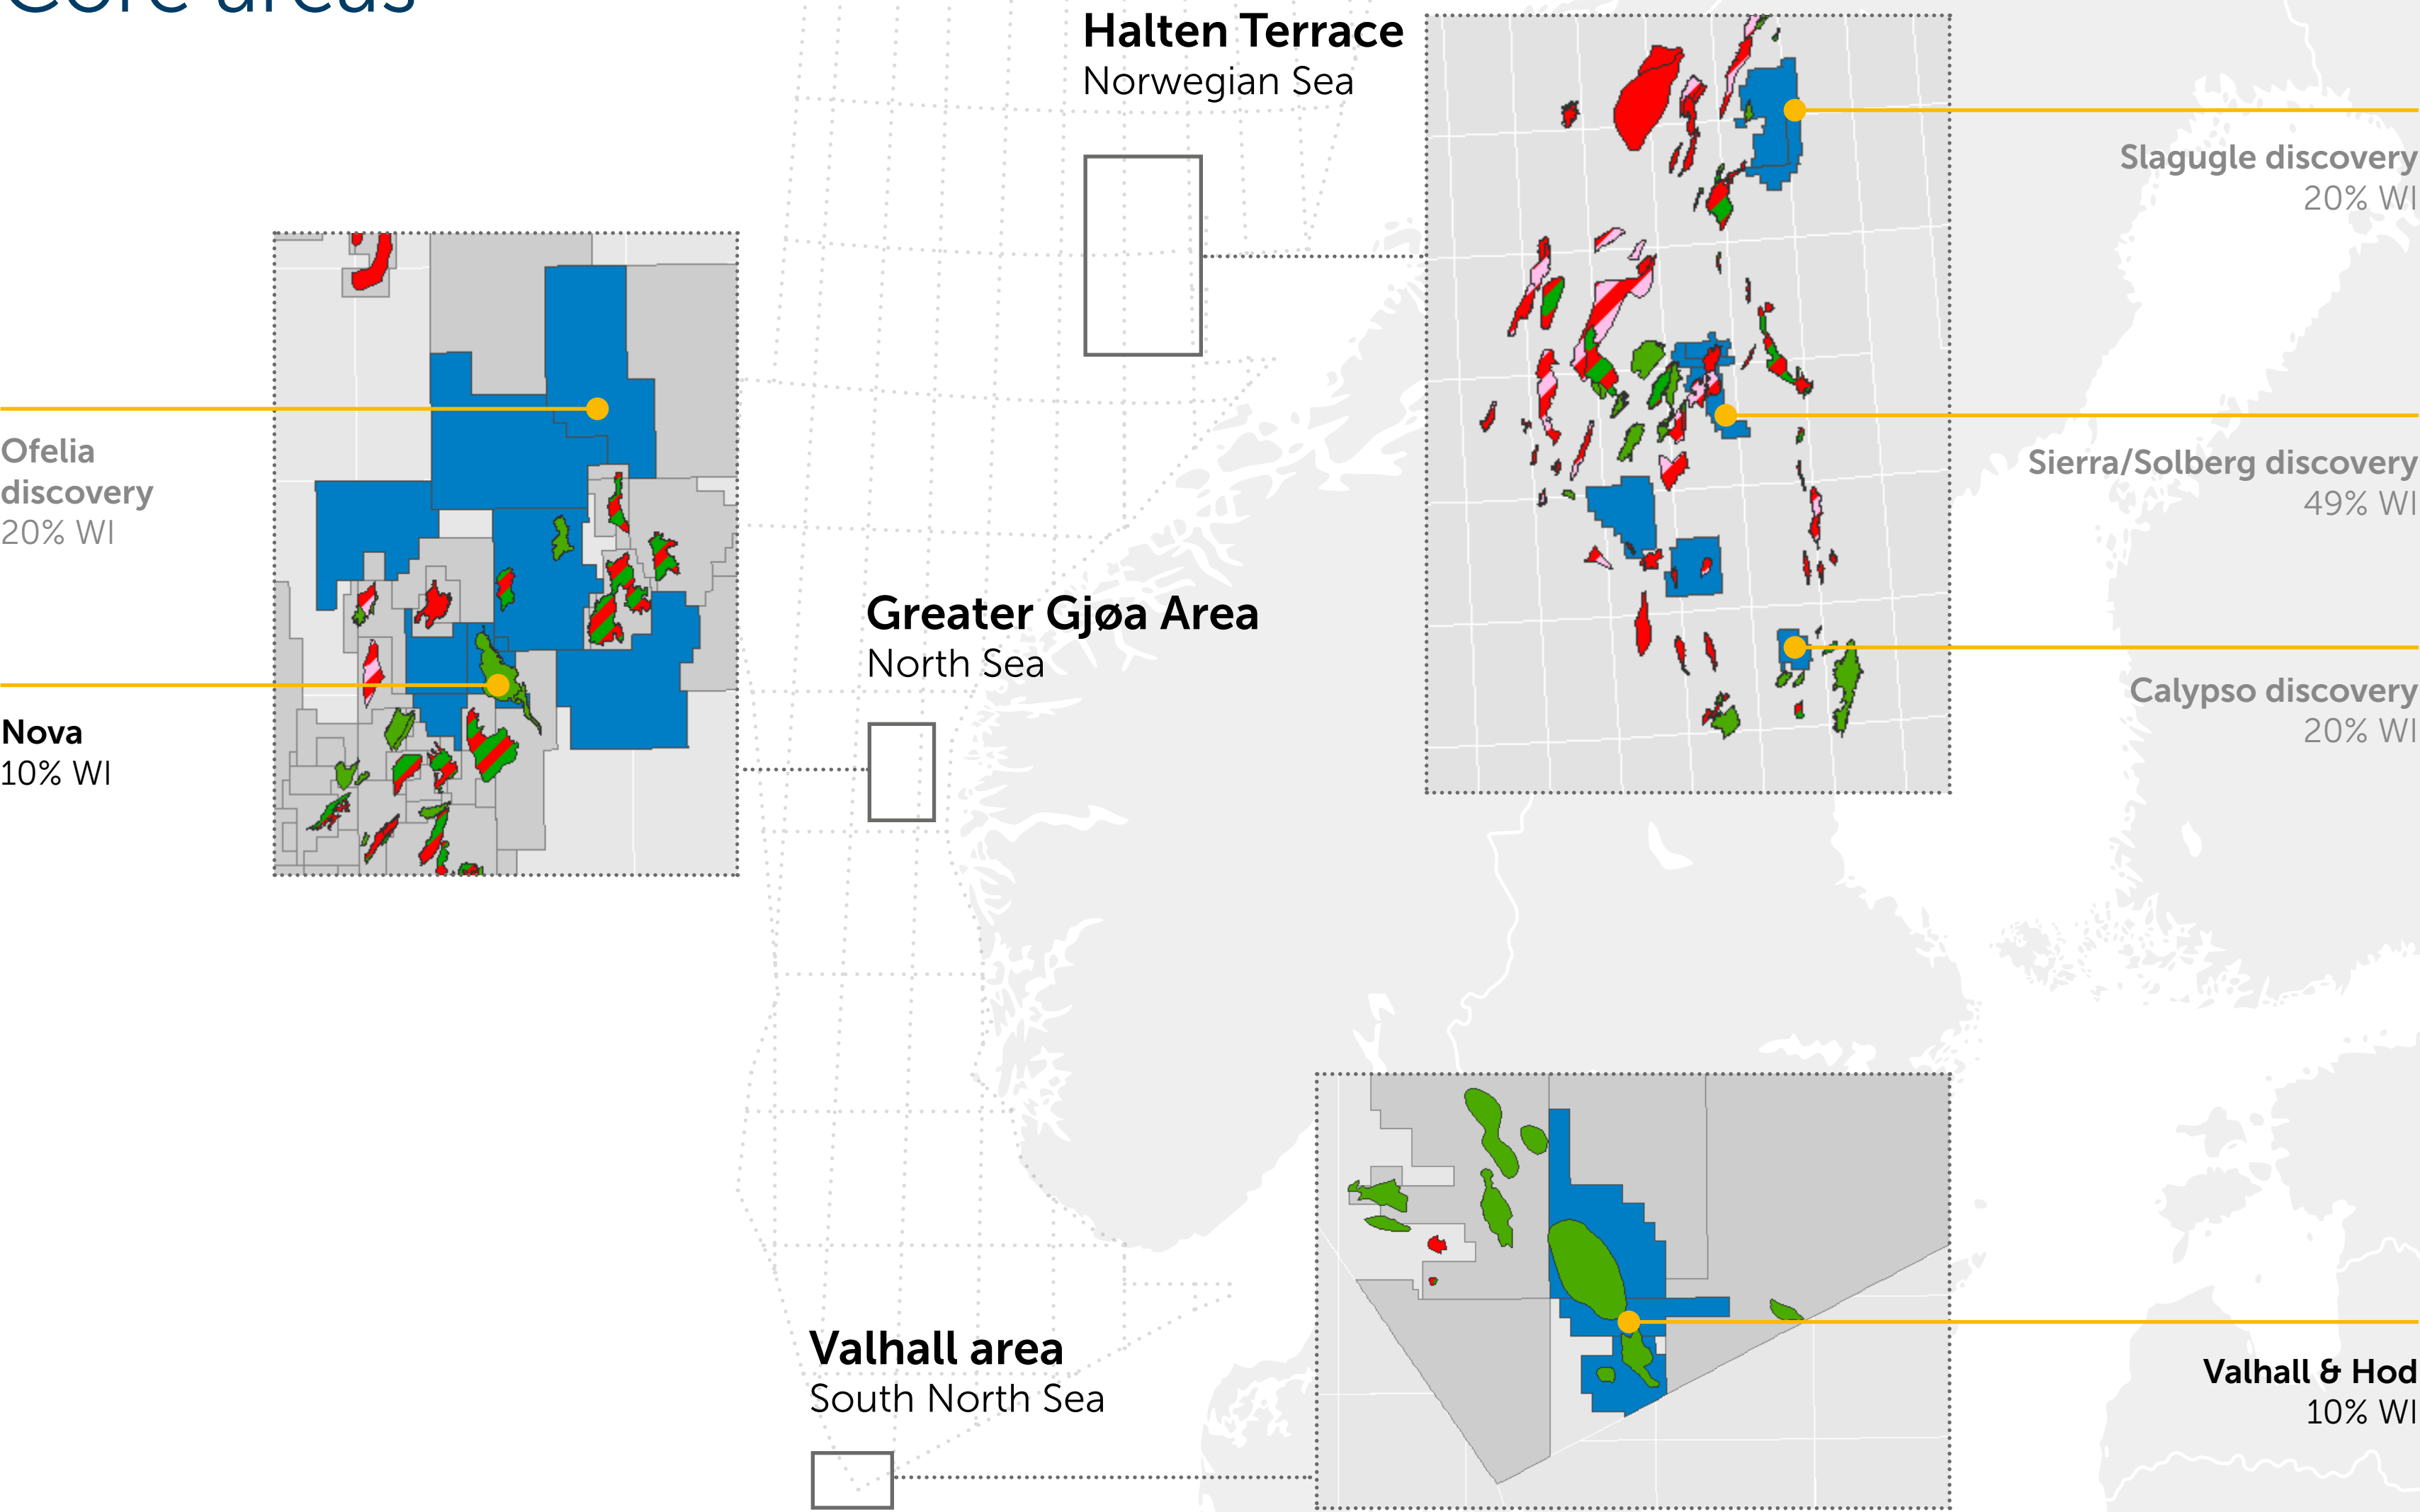 Core areas
Halten Terrace
Norwegian Sea
Slagugle discovery
20% WI
Ofelia
discovery
20% WI
Sierra/Solberg discovery
49% WI
Greater Gjøa Area
North Sea
Calypso discovery
20% WI
Nova
10% WI
Valhall area
South North Sea
Valhall & Hod
10% WI